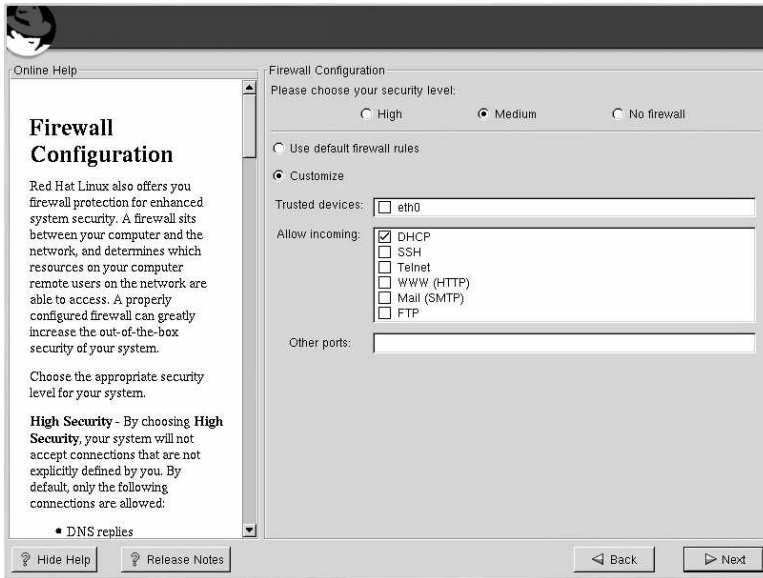 Online Help
Firewall
Configuration
Red Hat Linux also offers you
firewall protection for enhanced
system security. A firewall sits
between your computer and the
network, and determines which
resources on your computer
remote users on the network are
able to access. A properly
configured firewall can greatly
increase the out-of-the-box
security of your system.
Choose the appropriate security
level for your system.
High Security - By choosing High
Security, your system will not
accept connections that are not
explicitly defined by you. By
default, only the following
connections are allowed:
• DNS replies
Firewall Configuration
Please choose your security level:
High Medium No firewall
Use default firewall rules
Customize
Trusted devices: eth0
Allow incoming: DHCP
SSH
Telnet
WWW (HTTP)
Mail (SMTP)
FTP
Other ports:
Hide Help Release Notes Back Next